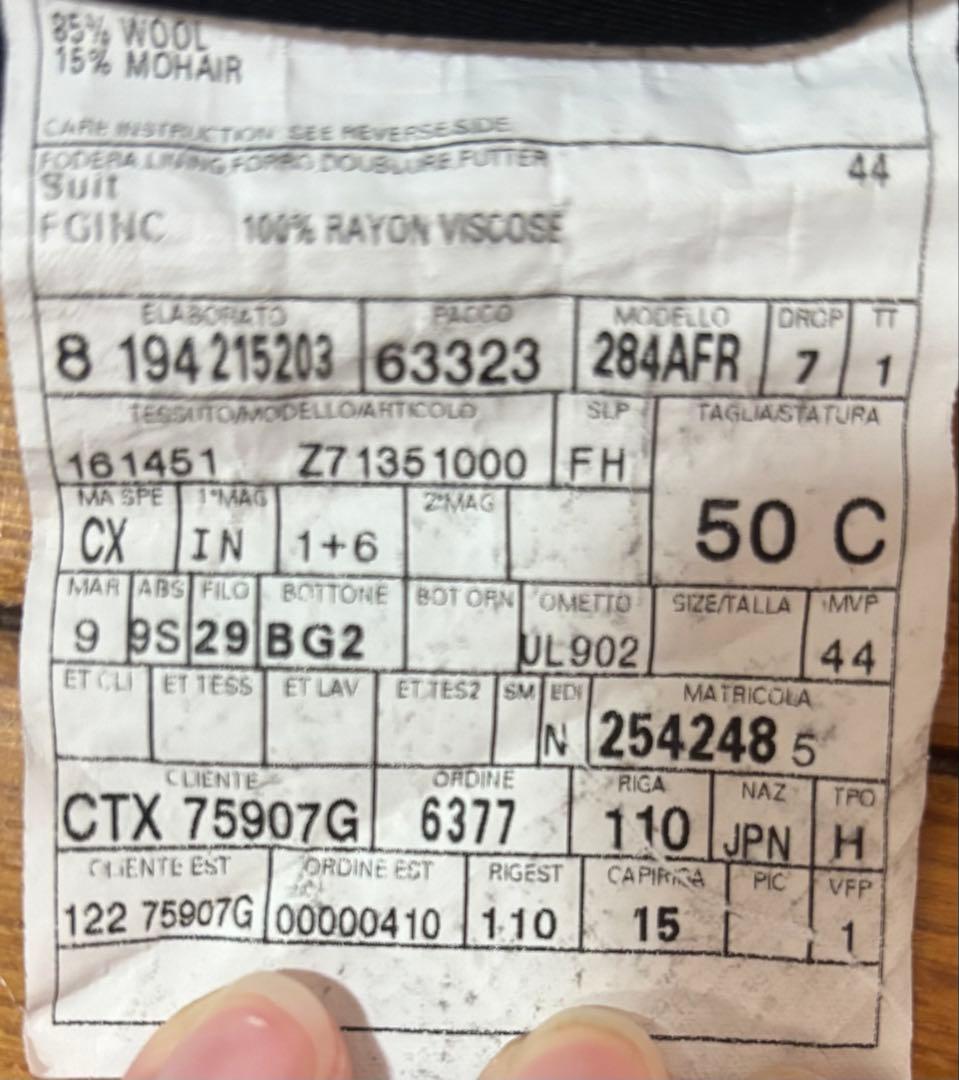 85% WOOL
15% MOHAIR
CARE INSTRUCTION SEE REVERSE SIDE
FODERA.LINING.FORRO.DOUBLURE.FUTTER 44
Suit
FGINC 100% RAYON VISCOSE
ELABORATO PACCO MODELLO DROP TT
8 194 215203 63323 284AFR 7 1
TESSUTO/MODELLO/ARTICOLO SLP TAGLIA/STATURA
161451 Z71351000 FH
50 C
MA SPE 1°MAG 2°MAG
CX IN 1+6
MAR ABS FILO BOTTONE BOT ORN OMETTO SIZE/TALLA MVP
9 9S 29 BG2 UL902 44
ET CLI ET TESS ET LAV ET TES2 SM EDI MATRICOLA
N 254248 5
CLIENTE ORDINE RIGA NAZ TPO
CTX 75907G 6377 110 JPN H
CLIENTE EST ORDINE EST RIGEST CAPIRIGA PIC VFP
122 75907G 00000410 110 15 1